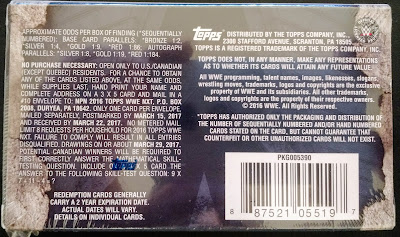 APPROXIMATE ODDS PER BOX OF FINDING ("SEQUENTIALLY
NUMBERED): BASE CARD PARALLELS: "BRONZE 1:2,
"SILVER 1:4, "GOLD 1:9, "RED 1:86, AUTOGRAPH
PARALLELS: "SILVER 1:8, "GOLD 1:19, "RED 1:184.
NO PURCHASE NECESSARY: OPEN ONLY TO U.S./CANADIAN
(EXCEPT QUEBEC) RESIDENTS. FOR A CHANCE TO OBTAIN
ANY OF THE CARDS LISTED ABOVE, AT THE SAME ODDS,
WHILE SUPPLIES LAST, HAND PRINT YOUR NAME AND
COMPLETE ADDRESS ON A 3 X 5 CARD AND MAIL IN A
#10 ENVELOPE TO: NPN 2016 TOPPS WWE NXT, P.O. BOX
2006, DURYEA, PA 18642. ONLY ONE CARD PER ENVELOPE,
MAILED SEPARATELY, POSTMARKED BY MARCH 15, 2017
AND RECEIVED BY MARCH 22, 2017. NO METERED MAIL.
LIMIT 8 REQUESTS PER HOUSEHOLD FOR 2016 TOPPS WWE
NXT. FAILURE TO COMPLY WILL RESULT IN ALL ENTRIES
DISQUALIFIED. DRAWINGS ON OR ABOUT MARCH 29, 2017.
POTENTIAL CANADIAN WINNERS WILL BE REQUIRED TO
FIRST CORRECTLY ANSWER THE MATHEMATICAL SKILL-
TESTING QUESTION. INCLUDE ON 3 X 5 CARD THE
ANSWER TO THE FOLLOWING SKILL-TEST QUESTION: 9 X
REDEMPTION CARDS GENERALLY
CARRY A 2 YEAR EXPIRATION DATE.
ACTUAL DATES WILL VARY.
DETAILS ON INDIVIDUAL CARDS.
Topps
DISTRIBUTED BY THE TOPPS COMPANY, INC.
2308 STAFFORD AVENUE, SCRANTON, PA 18505.
TOPPS IS A REGISTERED TRADEMARK OF THE TOPPS COMPANY, INC.
TOPPS DOES NOT, IN ANY MANNER, MAKE ANY REPRESENTATIONS
AS TO WHETHER ITS CARDS WILL ATTAIN ANY FUTURE VALUE.
All WWE programming, talent names, images, likenesses, slogans,
wrestling moves, trademarks, logos and copyrights are the exclusive
property of WWE and its subsidiaries. All other trademarks,
logos and copyrights are the property of their respective owners.
© 2016 WWE. All Rights Reserved.
"TOPPS HAS AUTHORIZED ONLY THE PACKAGING AND DISTRIBUTION OF
THE NUMBER OF SEQUENTIALLY NUMBERED AND/OR HAND NUMBERED
CARDS STATED ON THE CARD, BUT CANNOT GUARANTEE THAT
COUNTERFEIT OR OTHER UNAUTHORIZED CARDS WILL NOT EXIST.
PKG005390
8 87521 05519 7